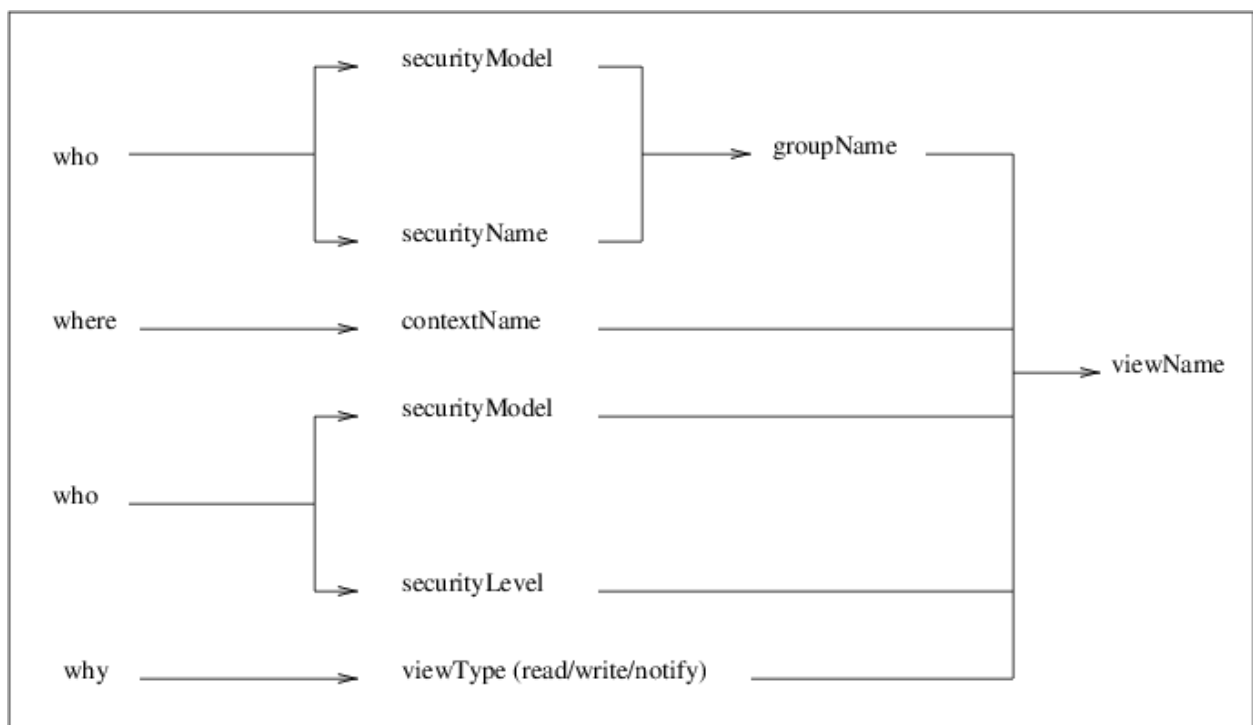 securityModel
who
groupName
securityName
where
contextName
viewName
securityModel
who
securityLevel
why
viewType (read/write/notify)